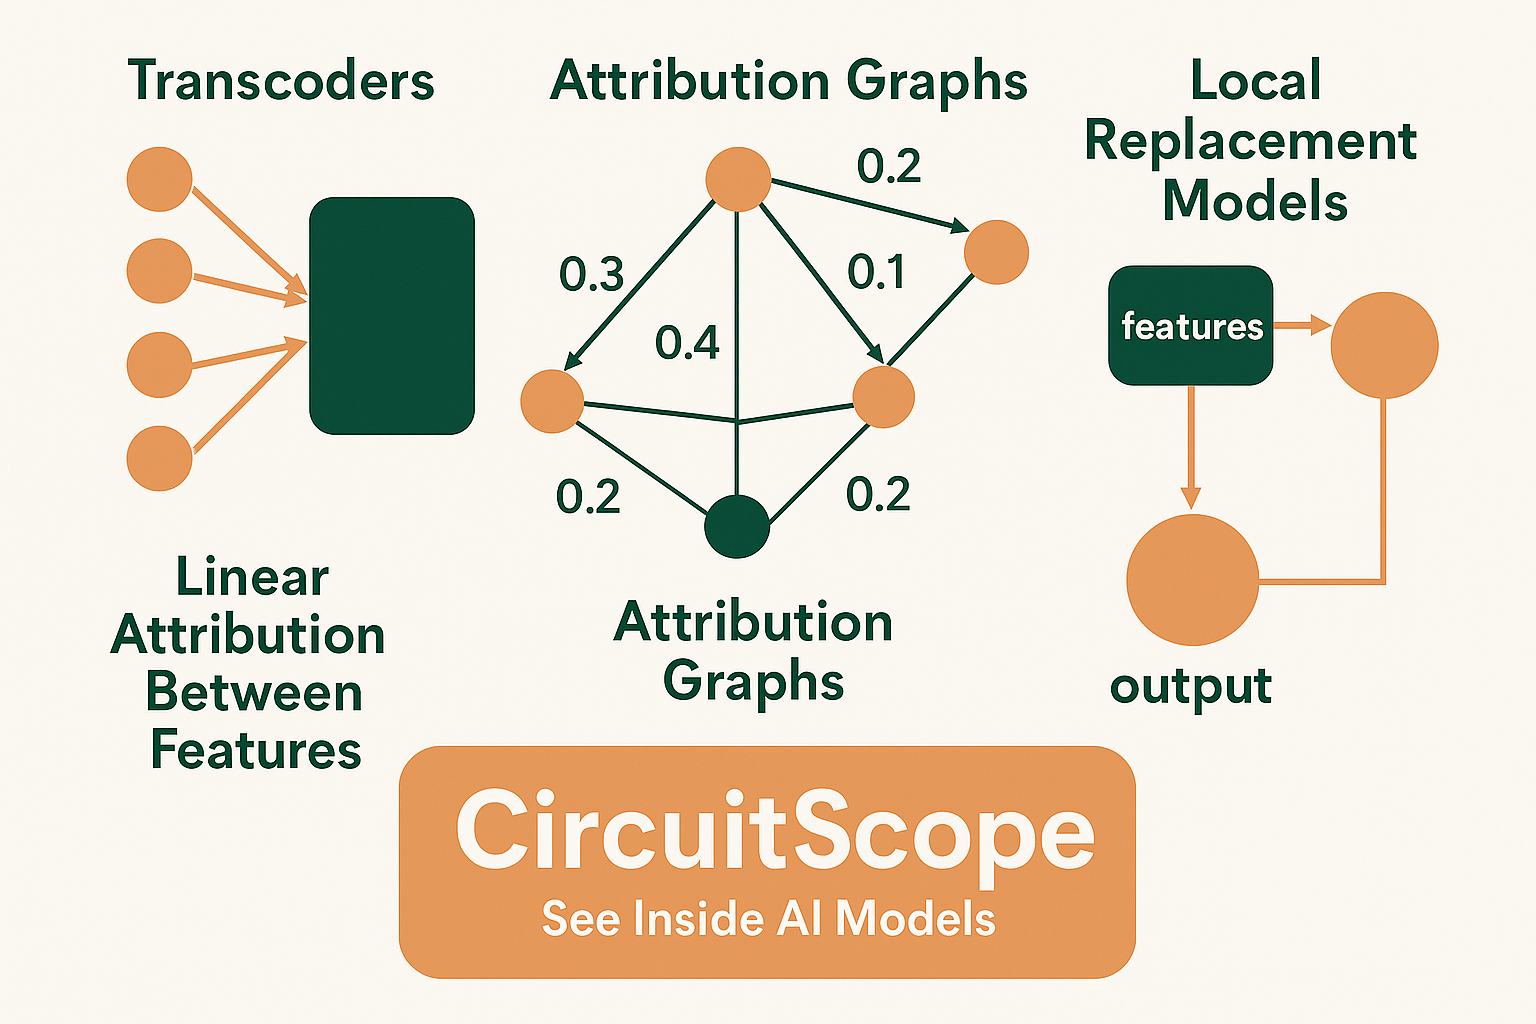 Transcoders
Linear
Attribution
Between
Features
Attribution Graphs
0.2
0.3
0.1
0.4
0.2
0.2
Attribution
Graphs
Local
Replacement
Models
features
output
CircuitScope
See Inside AI Models